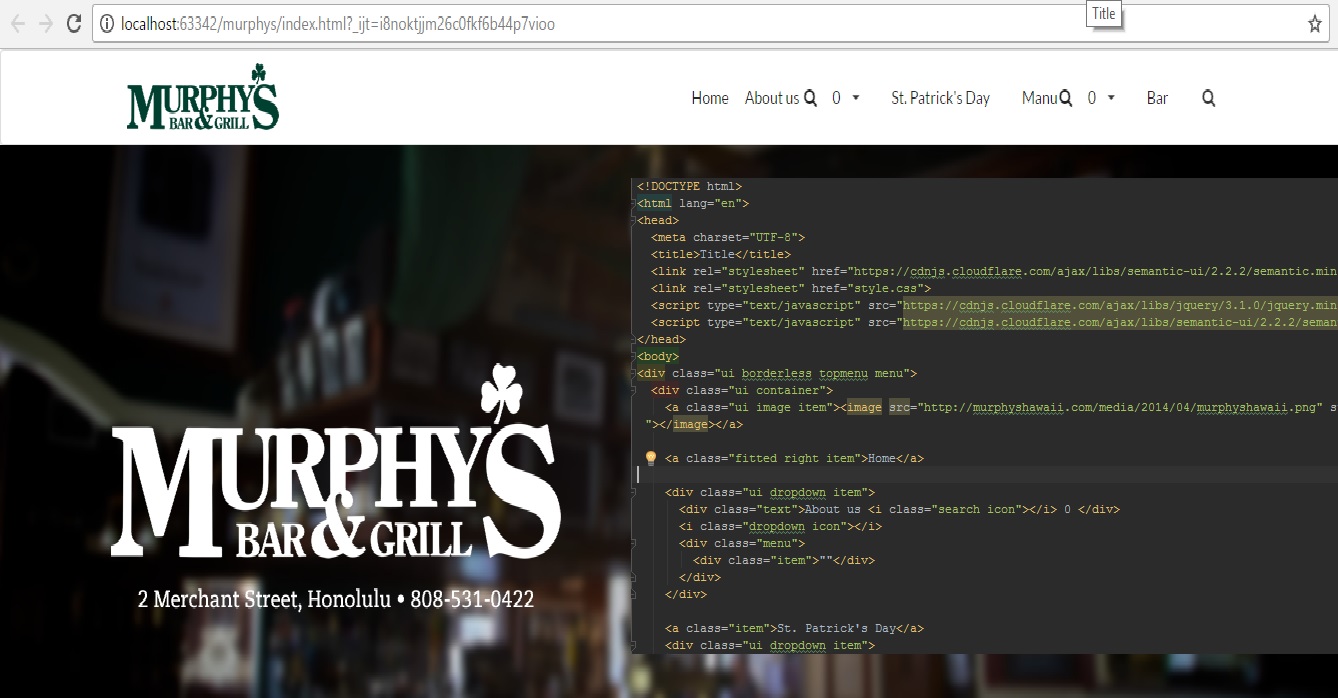 Title
localhost:63342/murphys/index.html?_ijt=i8noktjjm26c0fkf6b44p7vioo
MURPHY'S
BAR & GRILL
Home About us 0 St. Patrick's Day Manu 0 Bar
<!DOCTYPE html>
<html lang="en">
<head>
<meta charset="UTF-8">
<title>Title</title>
<link rel="stylesheet" href="https://cdnjs.cloudflare.com/ajax/libs/semantic-ui/2.2.2/semantic.min
<link rel="stylesheet" href="style.css">
<script type="text/javascript" src="https://cdnjs.cloudflare.com/ajax/libs/jquery/3.1.0/jquery.min
<script type="text/javascript" src="https://cdnjs.cloudflare.com/ajax/libs/semantic-ui/2.2.2/seman
</head>
<body>
<div class="ui borderless topmenu menu">
<div class="ui container">
<a class="ui image item"><image src="http://murphyshawaii.com/media/2014/04/murphyshawaii.png" s
"></image></a>
<a class="fitted right item">Home</a>
<div class="ui dropdown item">
<div class="text">About us <i class="search icon"></i> 0 </div>
<i class="dropdown icon"></i>
<div class="menu">
<div class="item">""</div>
</div>
</div>
<a class="item">St. Patrick's Day</a>
<div class="ui dropdown item">
MURPHY'S
BAR & GRILL
2 Merchant Street, Honolulu • 808-531-0422